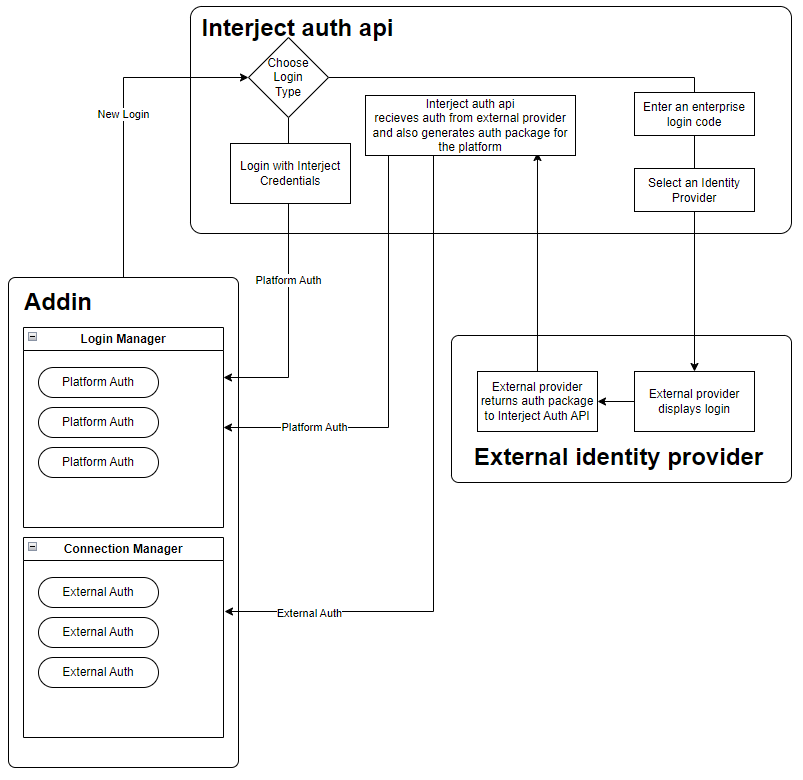 Interject auth api
Choose
Login
Type
New Login
Interject auth api
recieves auth from external provider
and also generates auth package for
the platform
Enter an enterprise
login code
Login with Interject
Credentials
Select an Identity
Provider
Platform Auth
Addin
Login Manager
Platform Auth
Platform Auth
Platform Auth
Platform Auth
External provider
returns auth package
to Interject Auth API
External provider
displays login
External identity provider
Connection Manager
External Auth
External Auth
External Auth
External Auth